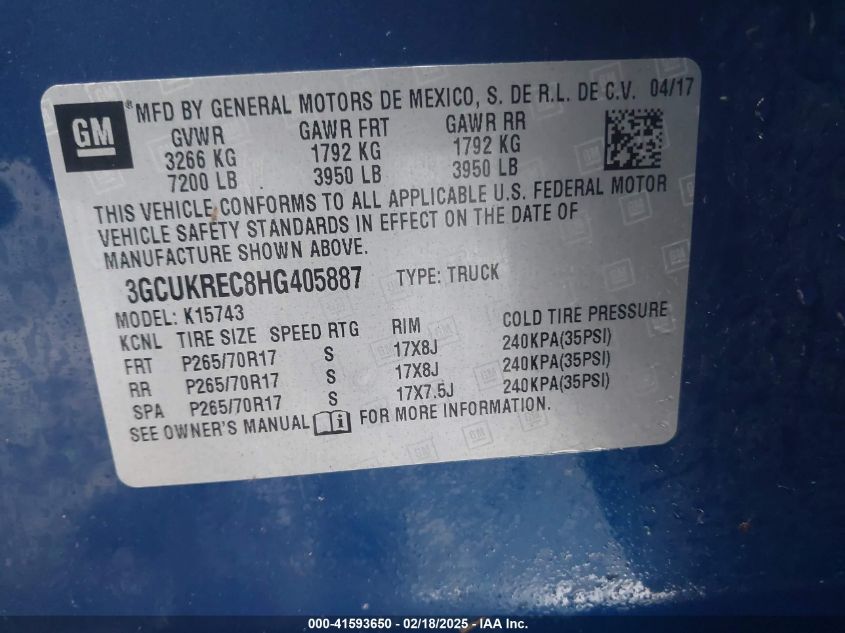 GM
®MFD BY GENERAL MOTORS DE MEXICO, S. DE R.L. DE C.V. 04/17
GVWR GAWR FRT GAWR RR
3266 KG 1792 KG 1792 KG
7200 LB 3950 LB 3950 LB
THIS VEHICLE CONFORMS TO ALL APPLICABLE U.S. FEDERAL MOTOR
VEHICLE SAFETY STANDARDS IN EFFECT ON THE DATE OF
MANUFACTURE SHOWN ABOVE.
3GCUKREC8HG405887 TYPE: TRUCK
MODEL: K15743
KCNL TIRE SIZE SPEED RTG RIM COLD TIRE PRESSURE
FRT P265/70R17 S 17X8J 240KPA(35PSI)
RR P265/70R17 S 17X8J 240KPA(35PSI)
SPA P265/70R17 S 17X7.5J 240KPA(35PSI)
SEE OWNER'S MANUAL i FOR MORE INFORMATION.
000-41593650 - 02/18/2025 - IAA Inc.